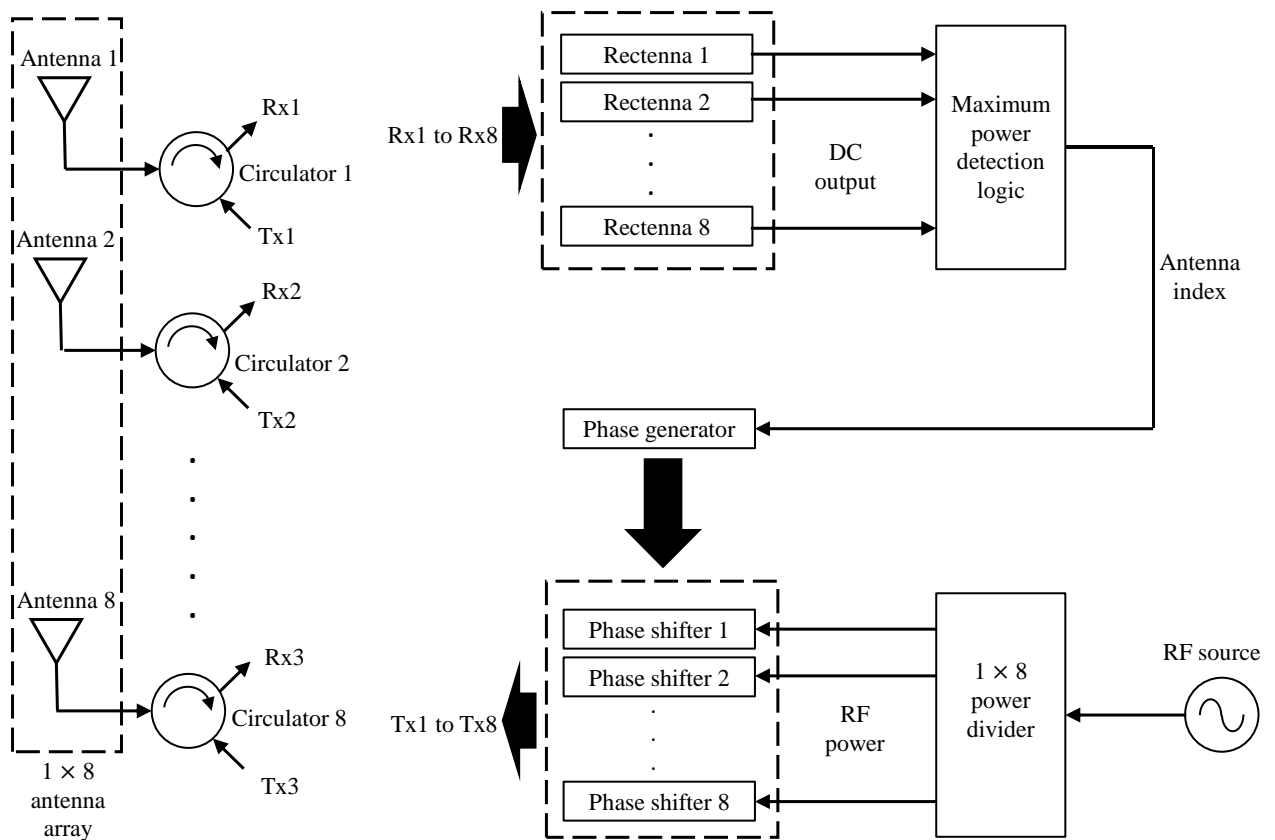 Antenna 1
Rx1
Circulator 1
Tx1
Antenna 2
Rx2
Circulator 2
Tx2
Antenna 8
Rx3
Circulator 8
Tx3
1 × 8
antenna
array
Rx1 to Rx8
Rectenna 1
Rectenna 2
Rectenna 8
DC
output
Maximum
power
detection
logic
Antenna
index
Phase generator
Phase shifter 1
Phase shifter 2
Phase shifter 8
Tx1 to Tx8
RF
power
1 × 8
power
divider
RF source